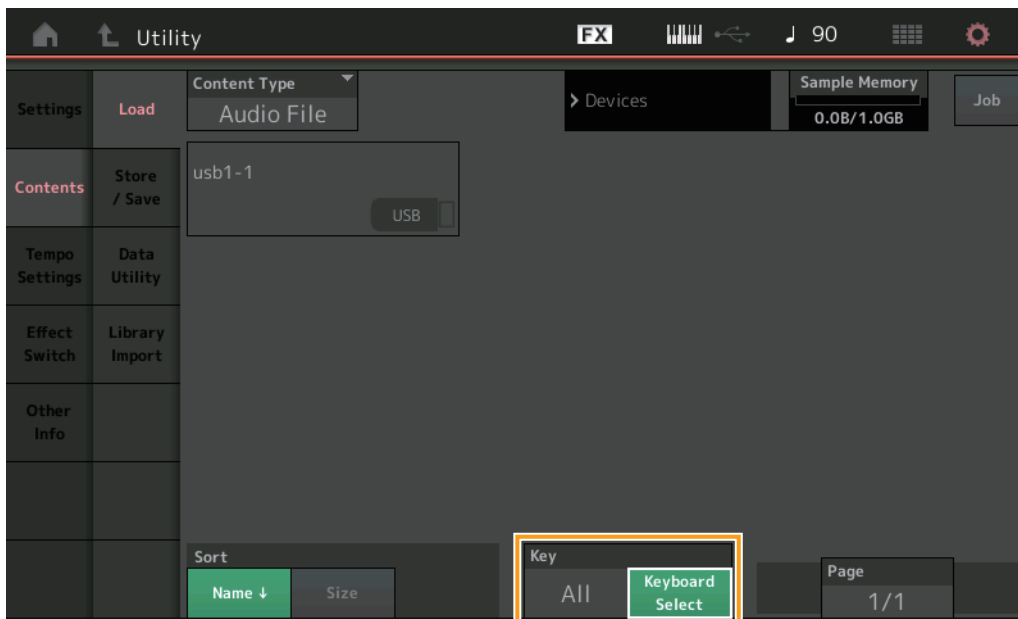 Utility
FX
♩ 90
Settings
Load
Content Type
Audio File
> Devices
Sample Memory
0.0B/1.0GB
Job
Contents
Store
/ Save
usb1-1
USB
Tempo
Settings
Data
Utility
Effect
Switch
Library
Import
Other
Info
Sort
Name ↓
Size
Key
All
Keyboard
Select
Page
1/1